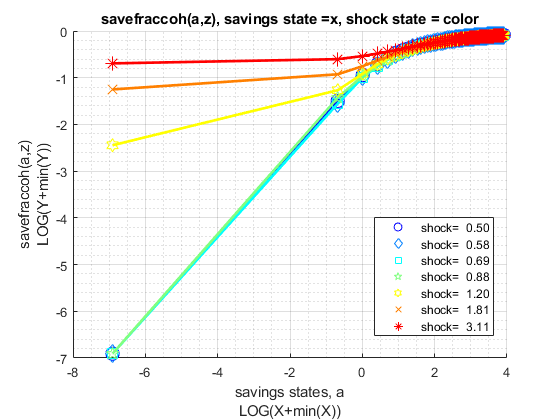 savefraccoh(a,z), savings state =x, shock state = color
0
-1
-2
-3
-4
-5
-6
-7
savefraccoh(a,z)
LOG(Y+min(Y))
shock= 0.50
shock= 0.58
shock= 0.69
shock= 0.88
shock= 1.20
shock= 1.81
shock= 3.11
-8 -6 -4 -2 0 2 4
savings states, a
LOG(X+min(X))